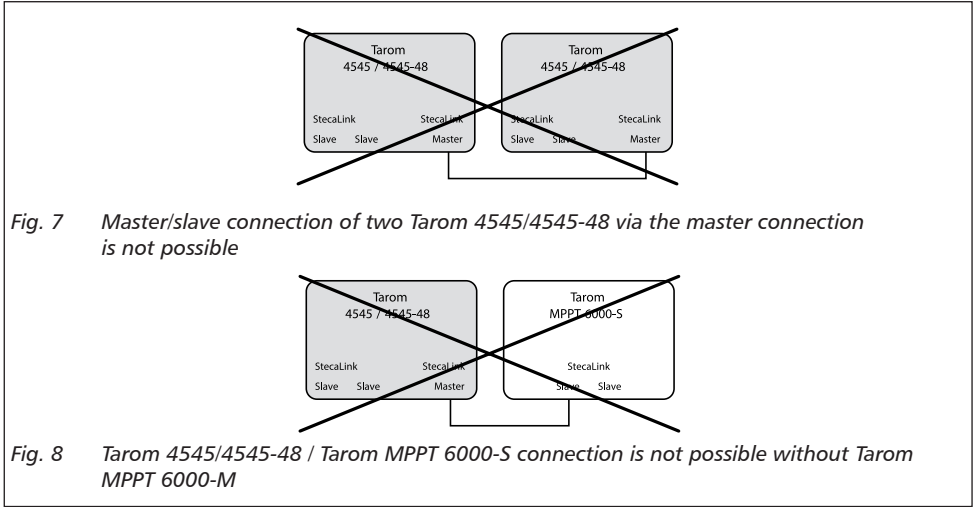 Tarom Tarom
4545 / 4545-48 4545 / 4545-48
StecaLink StecaLink StecaLink StecaLink
Slave Slave Master Slave Slave Master
Fig. 7 Master/slave connection of two Tarom 4545/4545-48 via the master connection
is not possible
Tarom Tarom
4545 / 4545-48 MPPT 6000-S
StecaLink StecaLink StecaLink
Slave Slave Master Slave Slave
Fig. 8 Tarom 4545/4545-48 / Tarom MPPT 6000-S connection is not possible without Tarom
MPPT 6000-M